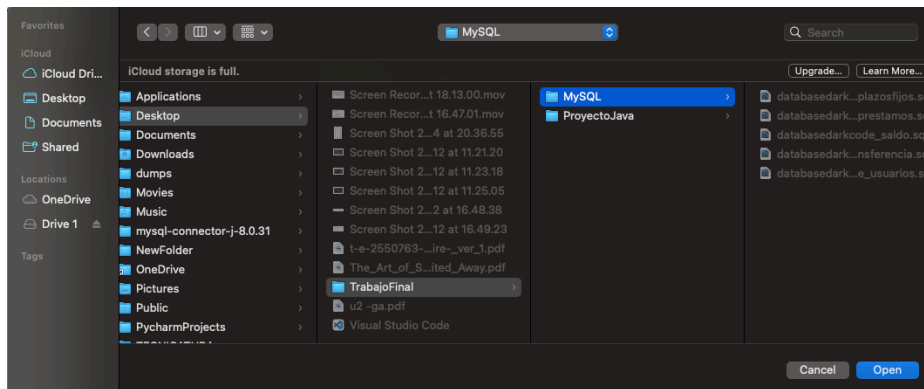 Favorites
iCloud
iCloud Dri...
Desktop
Documents
Shared
Locations
OneDrive
Drive 1
Tags
MySQL
Search
iCloud storage is full.
Upgrade...
Learn More...
Applications
Desktop
Documents
Downloads
dumps
Movies
Music
mysql-connector-j-8.0.31
NewFolder
OneDrive
Pictures
Public
PycharmProjects
Screen Recor...t 18.13.00.mov
Screen Recor...t 16.47.01.mov
Screen Shot 2...4 at 20.36.55
Screen Shot 2...12 at 11.21.20
Screen Shot 2...12 at 11.23.18
Screen Shot 2...12 at 11.25.05
Screen Shot 2...2 at 16.48.38
Screen Shot 2...12 at 16.49.23
t-e-2550763-...ire-_ver_1.pdf
The_Art_of_S...ited_Away.pdf
TrabajoFinal
u2 -ga.pdf
Visual Studio Code
MySQL
ProyectoJava
databasedark...plazosfijos.s
databasedark...prestamos.s
databasedarkcode_saldo.sq
databasedark...nsferencia.s
databasedark...e_usuarios.s
Cancel
Open